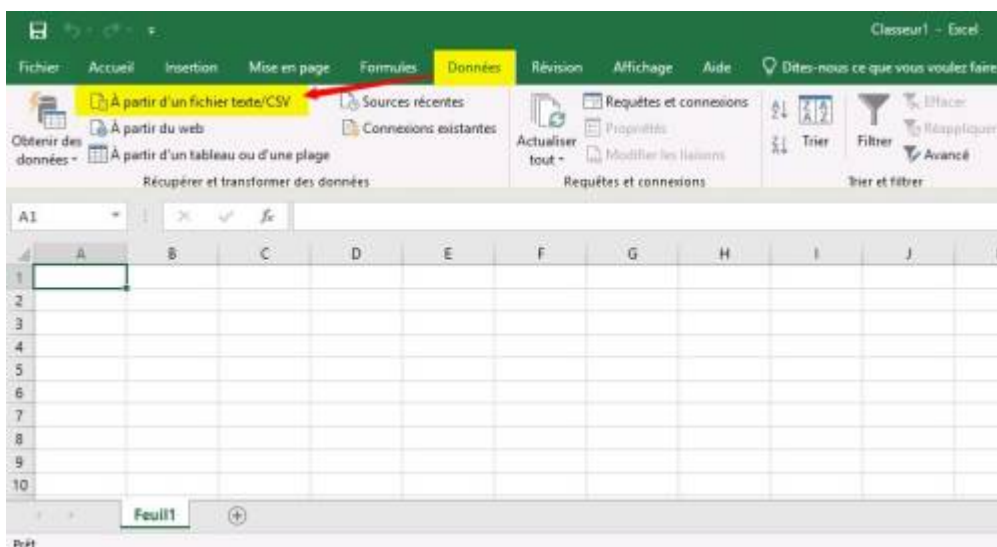 Classeur1 - Excel
Fichier Accueil Insertion Mise en page Formules Données Révision Affichage Aide Dites-nous ce que vous voulez faire
À partir d'un fichier texte/CSV Sources récentes Requêtes et connexions Effacer
À partir du web Connexions existantes Propriétés Réappliquer
Obtenir des données À partir d'un tableau ou d'une plage Actualiser tout Modifier les liaisons Trier Filtrer Avancé
Récupérer et transformer des données Requêtes et connexions Trier et filtrer
A1 fx
A B C D E F G H I J
1
2
3
4
5
6
7
8
9
10
Feuil1
Prêt